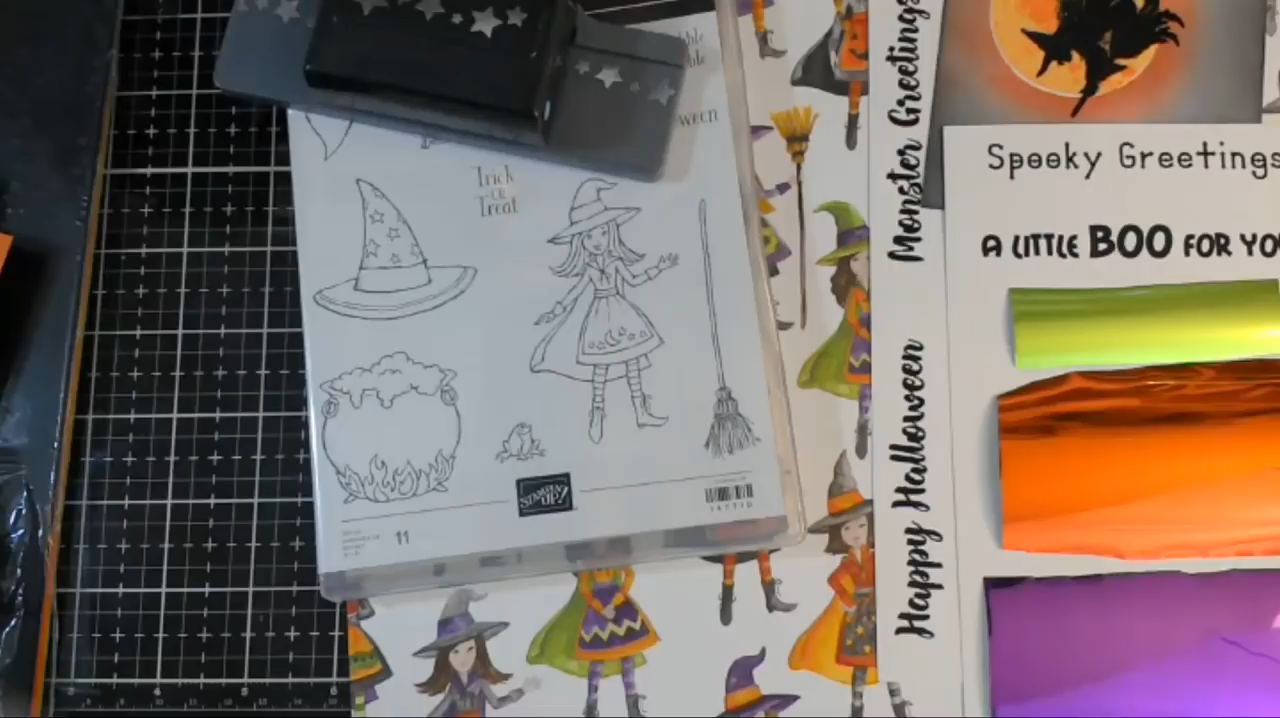 ween
Trick
or
Treat
STAMPIN'
UP!
11
Monster Greetings
Happy Halloween
Spooky Greetings
A LITTLE BOO FOR YO